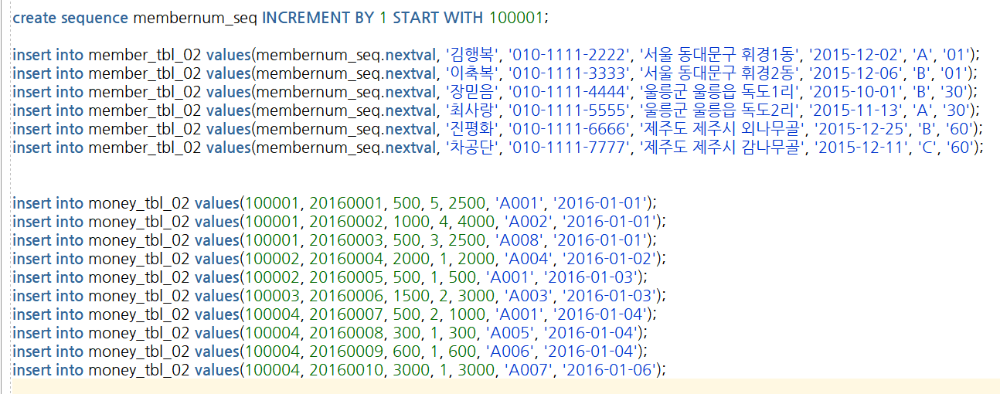 create sequence membernum_seq INCREMENT BY 1 START WITH 100001;
insert into member_tbl_02 values(membernum_seq.nextval, '김행복', '010-1111-2222', '서울 동대문구 휘경1동', '2015-12-02', 'A', '01');
insert into member_tbl_02 values(membernum_seq.nextval, '이축복', '010-1111-3333', '서울 동대문구 휘경2동', '2015-12-06', 'B', '01');
insert into member_tbl_02 values(membernum_seq.nextval, '장믿음', '010-1111-4444', '울릉군 울릉읍 독도1리', '2015-10-01', 'B', '30');
insert into member_tbl_02 values(membernum_seq.nextval, '최사랑', '010-1111-5555', '울릉군 울릉읍 독도2리', '2015-11-13', 'A', '30');
insert into member_tbl_02 values(membernum_seq.nextval, '진평화', '010-1111-6666', '제주도 제주시 외나무골', '2015-12-25', 'B', '60');
insert into member_tbl_02 values(membernum_seq.nextval, '차공단', '010-1111-7777', '제주도 제주시 감나무골', '2015-12-11', 'C', '60');
insert into money_tbl_02 values(100001, 20160001, 500, 5, 2500, 'A001', '2016-01-01');
insert into money_tbl_02 values(100001, 20160002, 1000, 4, 4000, 'A002', '2016-01-01');
insert into money_tbl_02 values(100001, 20160003, 500, 3, 2500, 'A008', '2016-01-01');
insert into money_tbl_02 values(100002, 20160004, 2000, 1, 2000, 'A004', '2016-01-02');
insert into money_tbl_02 values(100002, 20160005, 500, 1, 500, 'A001', '2016-01-03');
insert into money_tbl_02 values(100003, 20160006, 1500, 2, 3000, 'A003', '2016-01-03');
insert into money_tbl_02 values(100004, 20160007, 500, 2, 1000, 'A001', '2016-01-04');
insert into money_tbl_02 values(100004, 20160008, 300, 1, 300, 'A005', '2016-01-04');
insert into money_tbl_02 values(100004, 20160009, 600, 1, 600, 'A006', '2016-01-04');
insert into money_tbl_02 values(100004, 20160010, 3000, 1, 3000, 'A007', '2016-01-06');